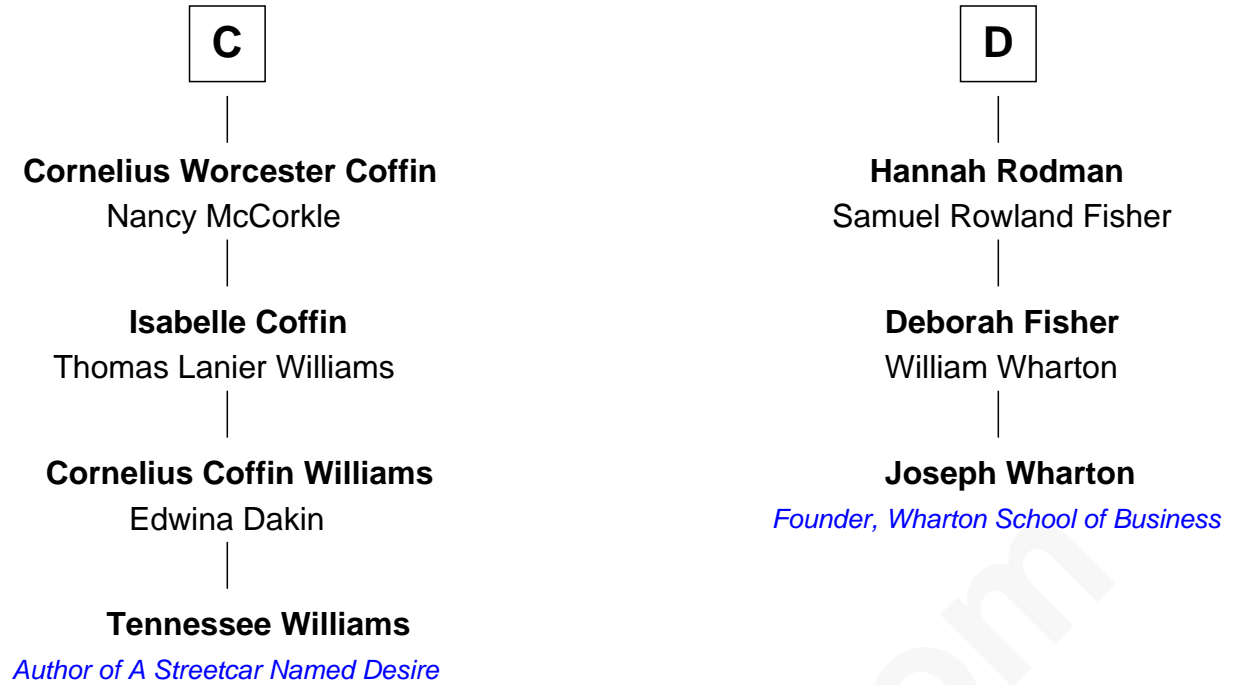 C
Cornelius Worcester Coffin
Nancy McCorkle
Isabelle Coffin
Thomas Lanier Williams
Cornelius Coffin Williams
Edwina Dakin
Tennessee Williams
Author of A Streetcar Named Desire
D
Hannah Rodman
Samuel Rowland Fisher
Deborah Fisher
William Wharton
Joseph Wharton
Founder, Wharton School of Business
om